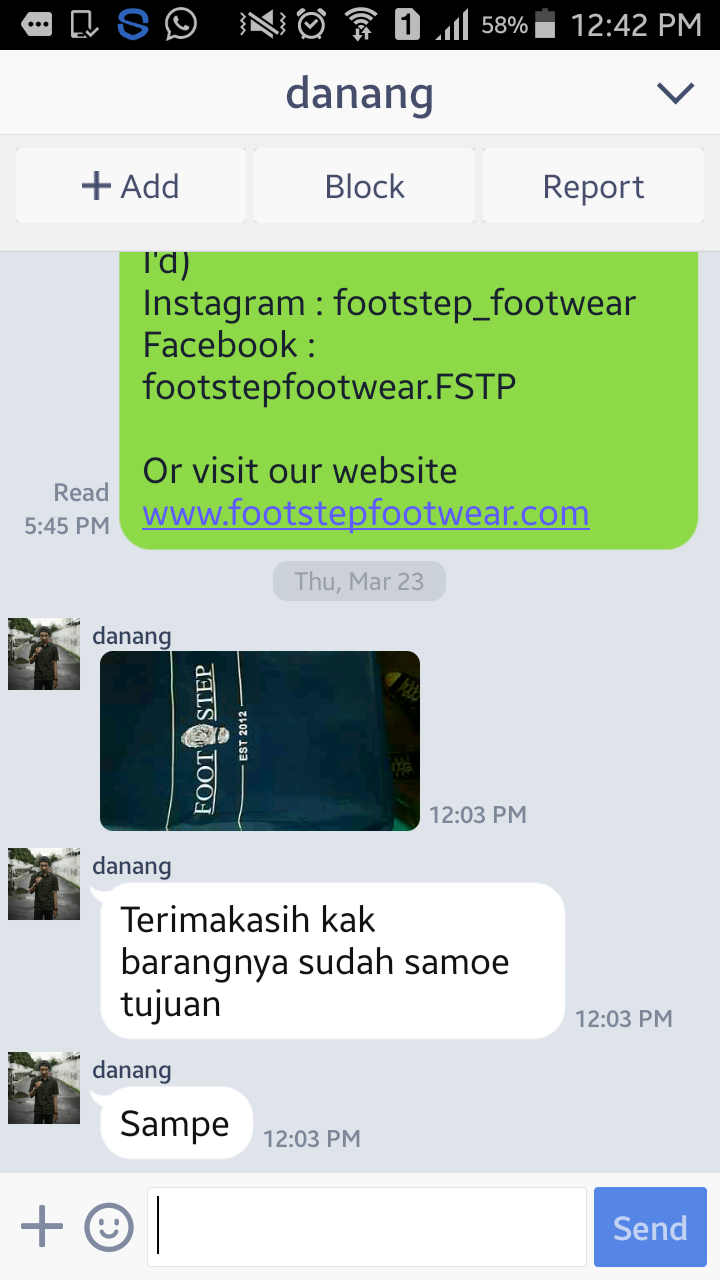 58% 12:42 PM
danang
+ Add Block Report
I'd)
Instagram : footstep_footwear
Facebook :
footstepfootwear.FSTP
Or visit our website
www.footstepfootwear.com
Read
5:45 PM
Thu, Mar 23
danang
FOOT STEP
EST 2012
12:03 PM
danang
Terimakasih kak
barangnya sudah samoe
tujuan
12:03 PM
danang
Sampe
12:03 PM
Send